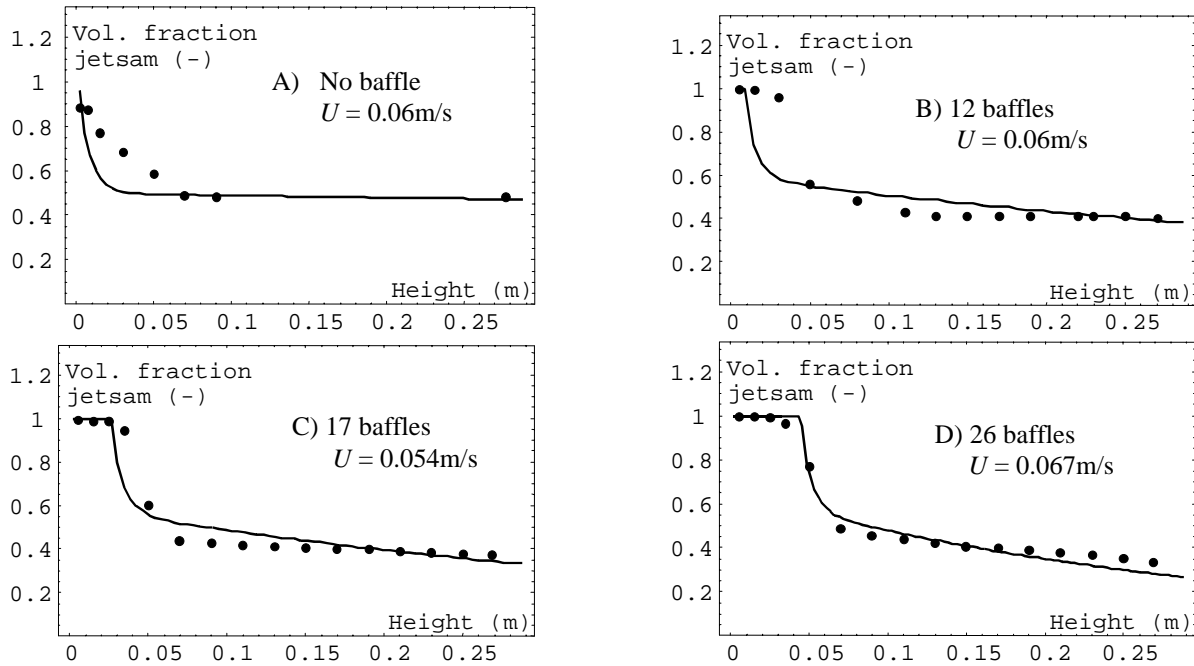 Vol. fraction
jetsam (-)
A) No baffle
U = 0.06m/s
1.2
1
0.8
0.6
0.4
0.2
Height (m)
0 0.05 0.1 0.15 0.2 0.25
Vol. fraction
jetsam (-)
B) 12 baffles
U = 0.06m/s
1.2
1
0.8
0.6
0.4
0.2
Height (m)
0 0.05 0.1 0.15 0.2 0.25
Vol. fraction
jetsam (-)
C) 17 baffles
U = 0.054m/s
1.2
1
0.8
0.6
0.4
0.2
Height (m)
0 0.05 0.1 0.15 0.2 0.25
Vol. fraction
jetsam (-)
D) 26 baffles
U = 0.067m/s
1.2
1
0.8
0.6
0.4
0.2
Height (m)
0 0.05 0.1 0.15 0.2 0.25